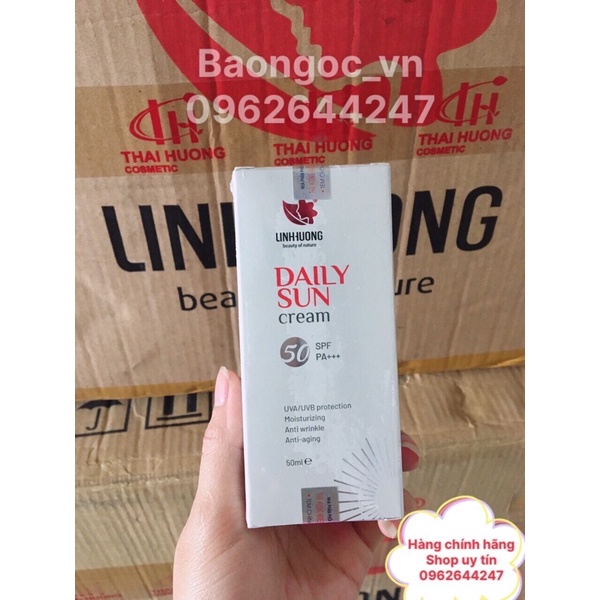 Baongoc_vn
0962644247
THAI HUONG
COSMETIC
THAI HUONG
COSMETIC
THAI HUONG
COSMETIC
LINH HUONG
beauty of nature
LINHHUONG
beauty of nature
DAILY
SUN
cream
50 SPF
PA+++
UVA/UVB protection
Moisturizing
Anti wrinkle
Anti-aging
50ml e
Hàng chính hãng
Shop uy tín
0962644247